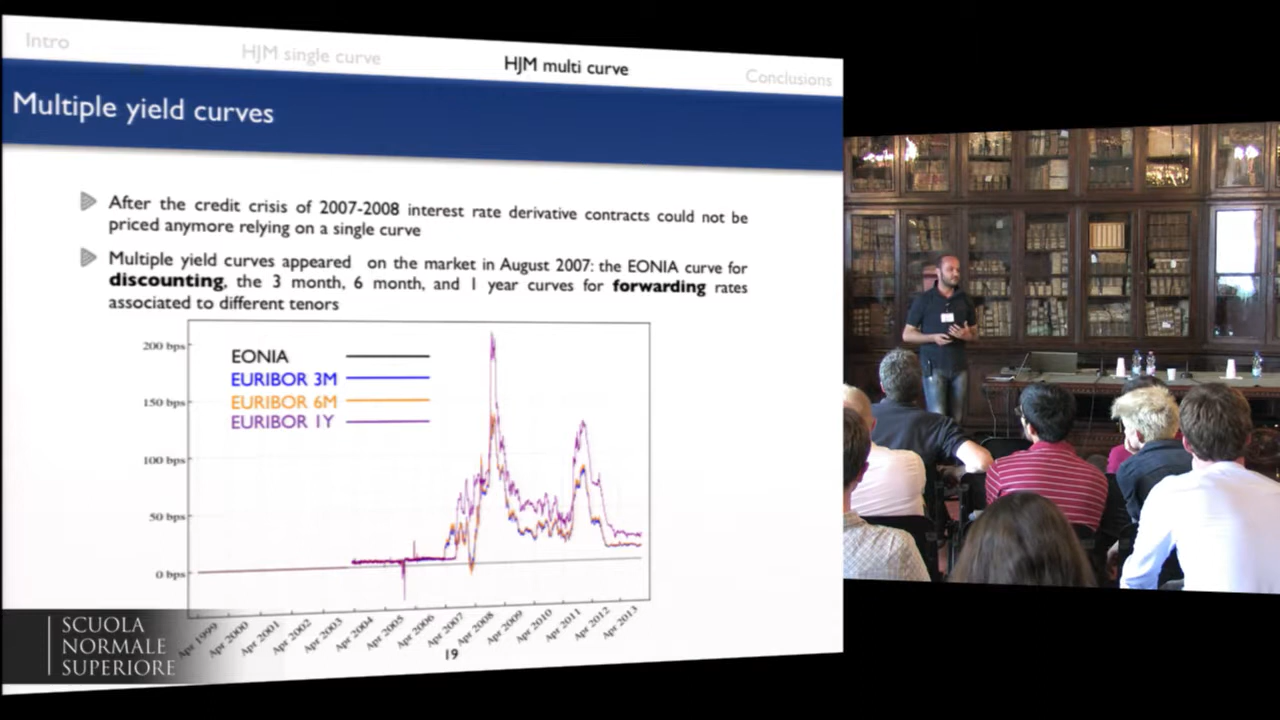 Intro
HJM single curve
HJM multi curve
Conclusions
Multiple yield curves
After the credit crisis of 2007-2008 interest rate derivative contracts could not be
priced anymore relying on a single curve
Multiple yield curves appeared on the market in August 2007: the EONIA curve for
discounting, the 3 month, 6 month, and 1 year curves for forwarding rates
associated to different tenors
200 bps
150 bps
100 bps
50 bps
0 bps
EONIA
EURIBOR 3M
EURIBOR 6M
EURIBOR 1Y
Apr 1999
Apr 2000
Apr 2001
Apr 2002
Apr 2003
Apr 2004
Apr 2005
Apr 2006
Apr 2007
Apr 2008
Apr 2009
Apr 2010
Apr 2011
Apr 2012
Apr 2013
19
SCUOLA
NORMALE
SUPERIORE